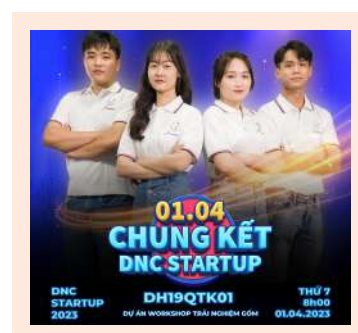 01.04
CHUNG KẾT
DNC STARTUP
DNC
STARTUP
2023
DH19QTK01
DỰ ÁN WORKSHOP TRẢI NGHIỆM GỐM
THỨ 7
8h00
01.04.2023